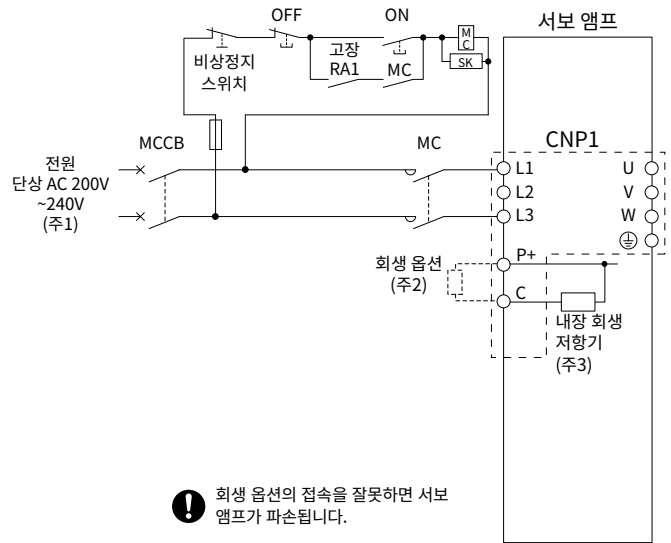 OFF
ON
서보 앰프
비상정지
스위치
고장
RA1
MC
M
C
SK
MCCB
MC
CNP1
전원
단상 AC 200V
~240V
(주1)
L1
L2
L3
U
V
W
회생 옵션
(주2)
P+
C
내장 회생
저항기
(주3)
회생 옵션의 접속을 잘못하면 서보
앰프가 파손됩니다.